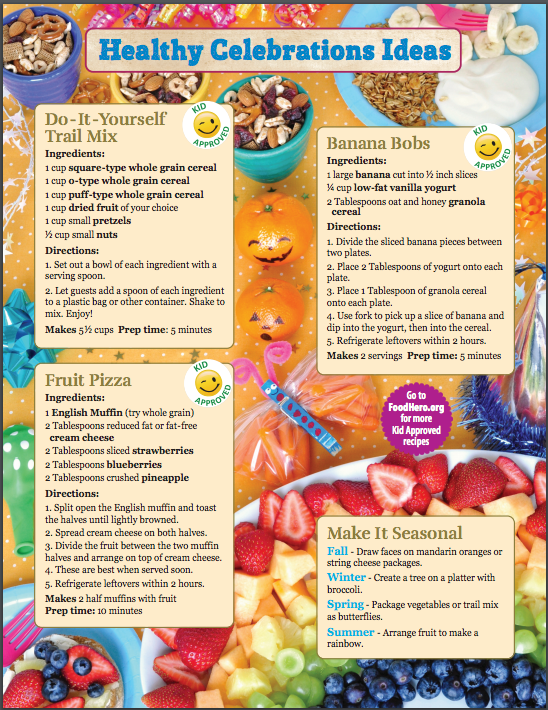 Healthy Celebrations Ideas
Do-It-Yourself
Trail Mix
KID
APPROVED
Ingredients:
1 cup square-type whole grain cereal
1 cup o-type whole grain cereal
1 cup puff-type whole grain cereal
1 cup dried fruit of your choice
1 cup small pretzels
½ cup small nuts
Directions:
1. Set out a bowl of each ingredient with a
serving spoon.
2. Let guests add a spoon of each ingredient
to a plastic bag or other container. Shake to
mix. Enjoy!
Makes 5½ cups Prep time: 5 minutes
Banana Bobs
KID
APPROVED
Ingredients:
1 large banana cut into ½ inch slices
¼ cup low-fat vanilla yogurt
2 Tablespoons oat and honey granola
cereal
Directions:
1. Divide the sliced banana pieces between
two plates.
2. Place 2 Tablespoons of yogurt onto each
plate.
3. Place 1 Tablespoon of granola cereal
onto each plate.
4. Use fork to pick up a slice of banana and
dip into the yogurt, then into the cereal.
5. Refrigerate leftovers within 2 hours.
Makes 2 servings Prep time: 5 minutes
Fruit Pizza
KID
APPROVED
Ingredients:
1 English Muffin (try whole grain)
2 Tablespoons reduced fat or fat-free
cream cheese
2 Tablespoons sliced strawberries
2 Tablespoons blueberries
2 Tablespoons crushed pineapple
Directions:
1. Split open the English muffin and toast
the halves until lightly browned.
2. Spread cream cheese on both halves.
3. Divide the fruit between the two muffin
halves and arrange on top of cream cheese.
4. These are best when served soon.
5. Refrigerate leftovers within 2 hours.
Makes 2 half muffins with fruit
Prep time: 10 minutes
Go to
FoodHero.org
for more
Kid Approved
recipes
Make It Seasonal
Fall - Draw faces on mandarin oranges or
string cheese packages.
Winter - Create a tree on a platter with
broccoli.
Spring - Package vegetables or trail mix
as butterflies.
Summer - Arrange fruit to make a
rainbow.